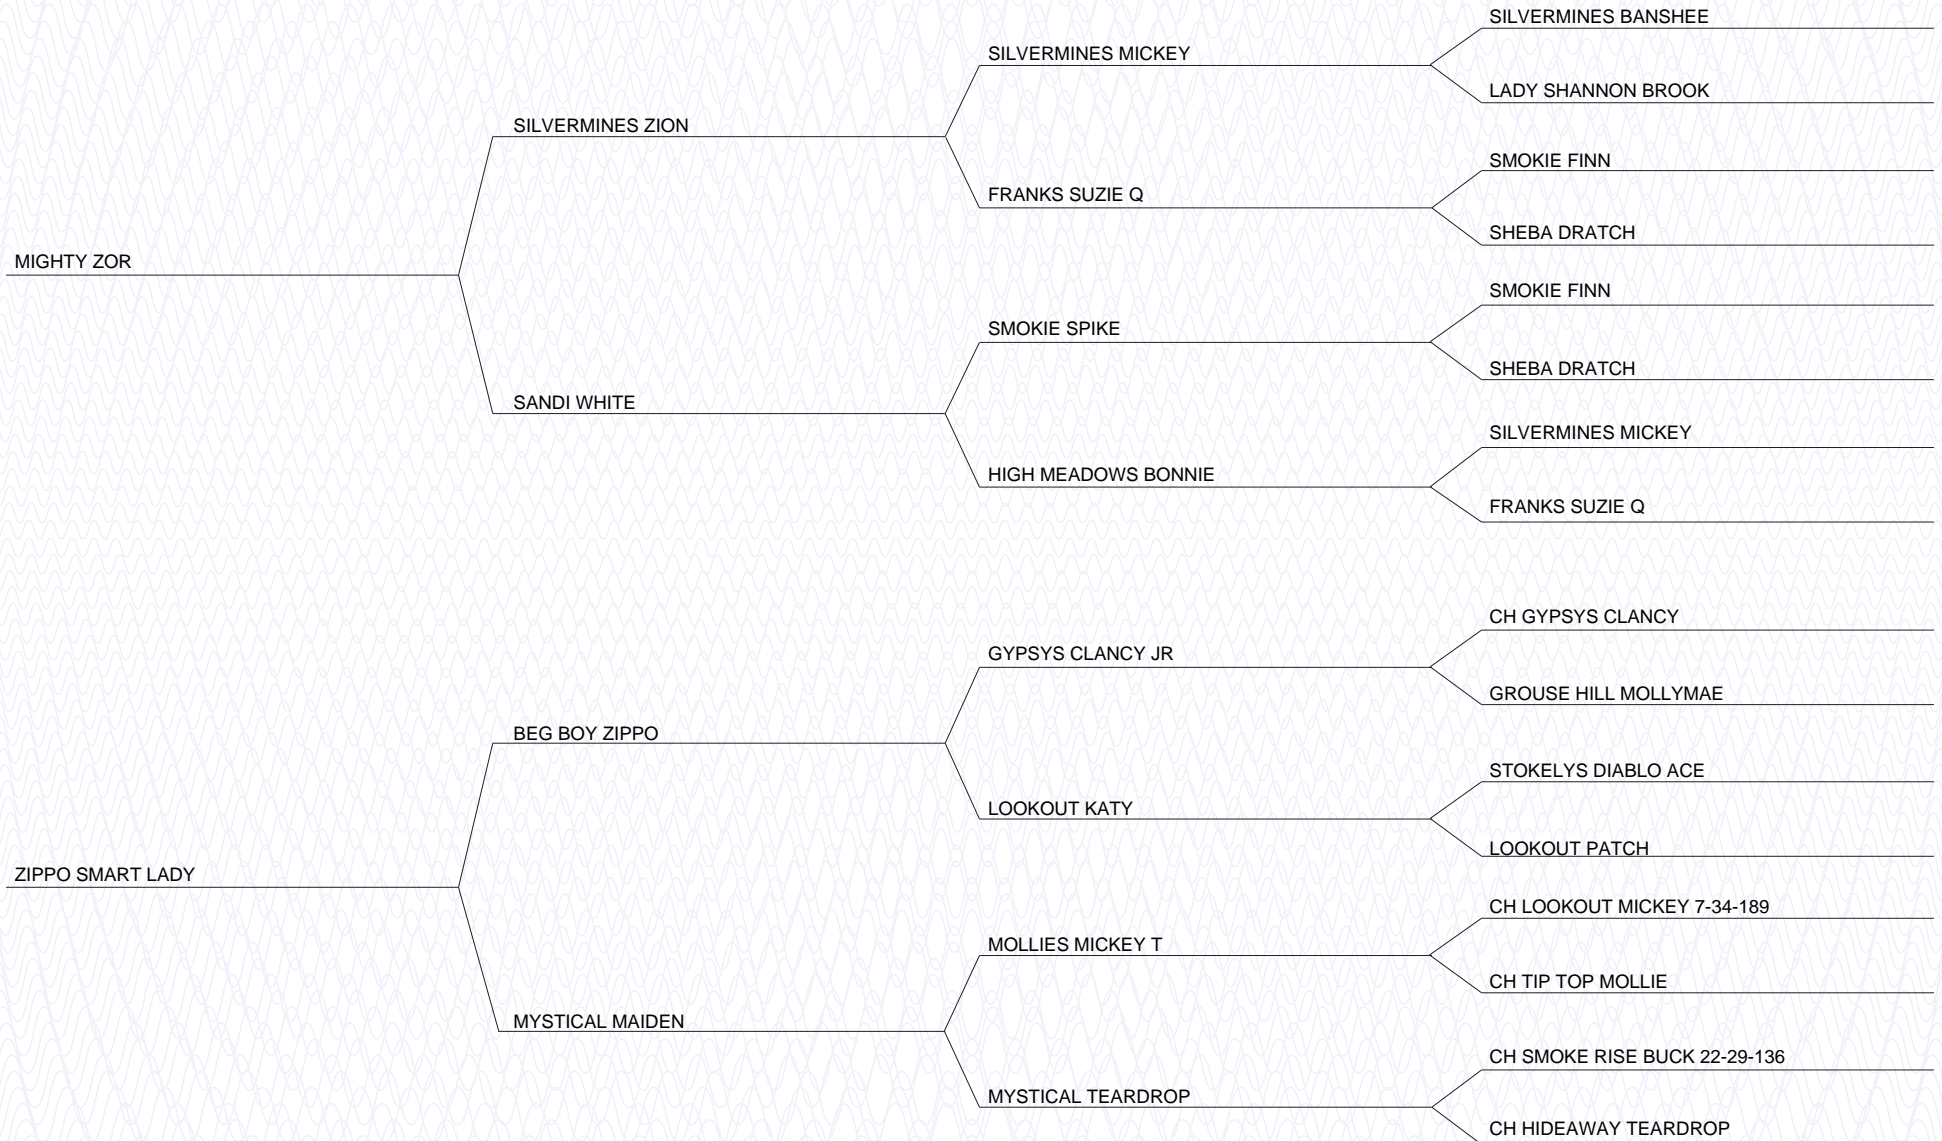 SILVERMINES BANSHEE
SILVERMINES MICKEY
LADY SHANNON BROOK
SILVERMINES ZION
SMOKIE FINN
FRANKS SUZIE Q
SHEBA DRATCH
MIGHTY ZOR
SMOKIE FINN
SMOKIE SPIKE
SHEBA DRATCH
SANDI WHITE
SILVERMINES MICKEY
HIGH MEADOWS BONNIE
FRANKS SUZIE Q
CH GYPSYS CLANCY
GYPSYS CLANCY JR
GROUSE HILL MOLLYMAE
BEG BOY ZIPPO
STOKELYS DIABLO ACE
LOOKOUT KATY
LOOKOUT PATCH
ZIPPO SMART LADY
CH LOOKOUT MICKEY 7-34-189
MOLLIES MICKEY T
CH TIP TOP MOLLIE
MYSTICAL MAIDEN
CH SMOKE RISE BUCK 22-29-136
MYSTICAL TEARDROP
CH HIDEAWAY TEARDROP